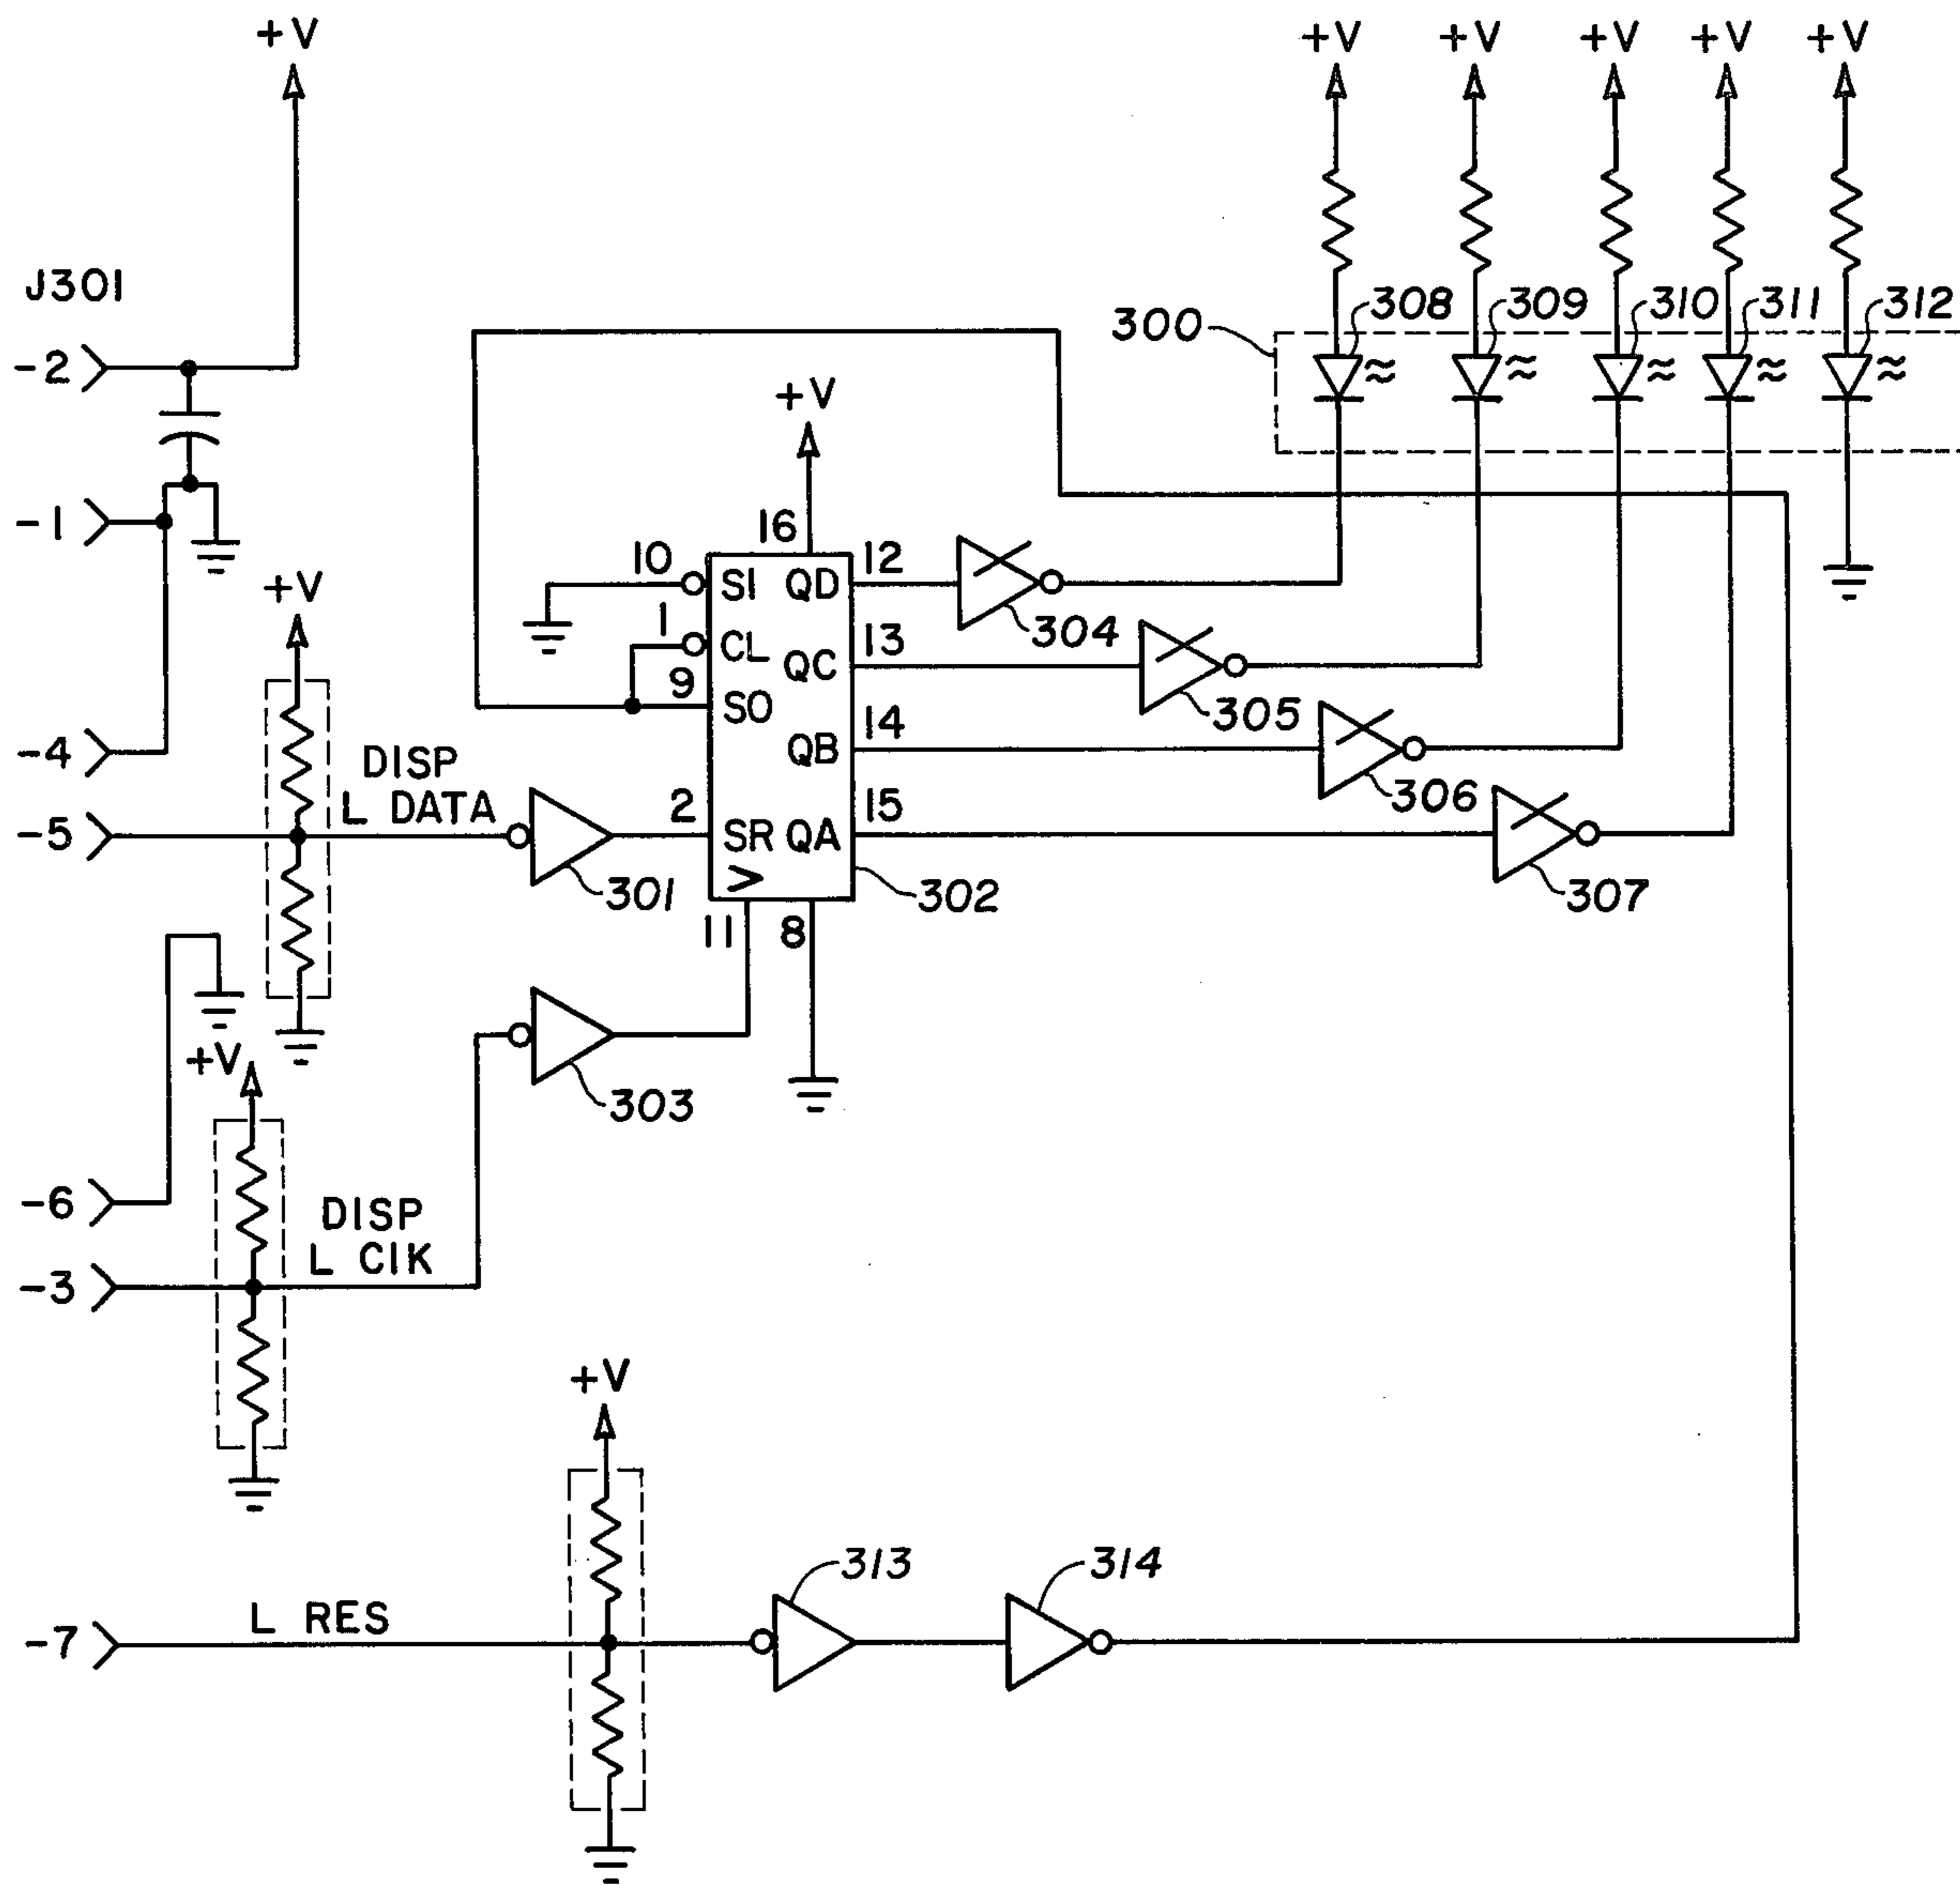 +V
+V
+V
+V
+V
+V
J301
308
309
310
311
312
300
-2
+V
-1
16
10
SI
QD
12
304
+V
1
CL
QC
13
305
9
SO
QB
14
306
-4
DISP
L DATA
2
SR
QA
15
307
-5
301
>
302
11
8
303
+V
-6
DISP
L CIK
-3
+V
313
314
L RES
-7